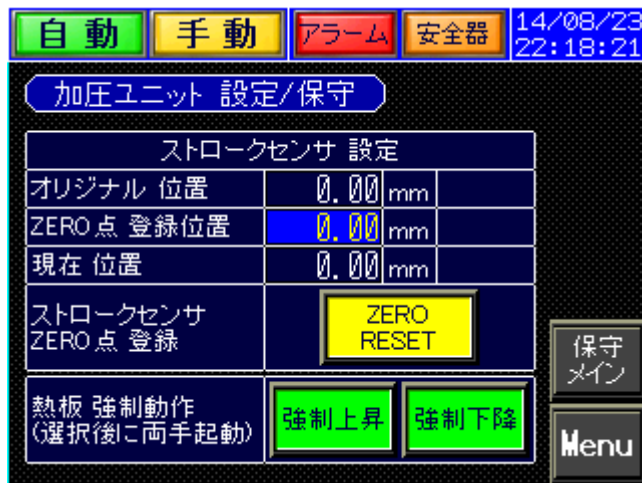 自動 手動 アラーム 安全器 14/08/23
22:18:21
加圧ユニット 設定/保守
ストロークセンサ 設定
オリジナル 位置 0.00 mm
ZERO点 登録位置 0.00 mm
現在 位置 0.00 mm
ストロークセンサ
ZERO点 登録
ZERO
RESET
保守
メイン
熱板 強制動作
(選択後に両手起動)
強制上昇 強制下降
Menu